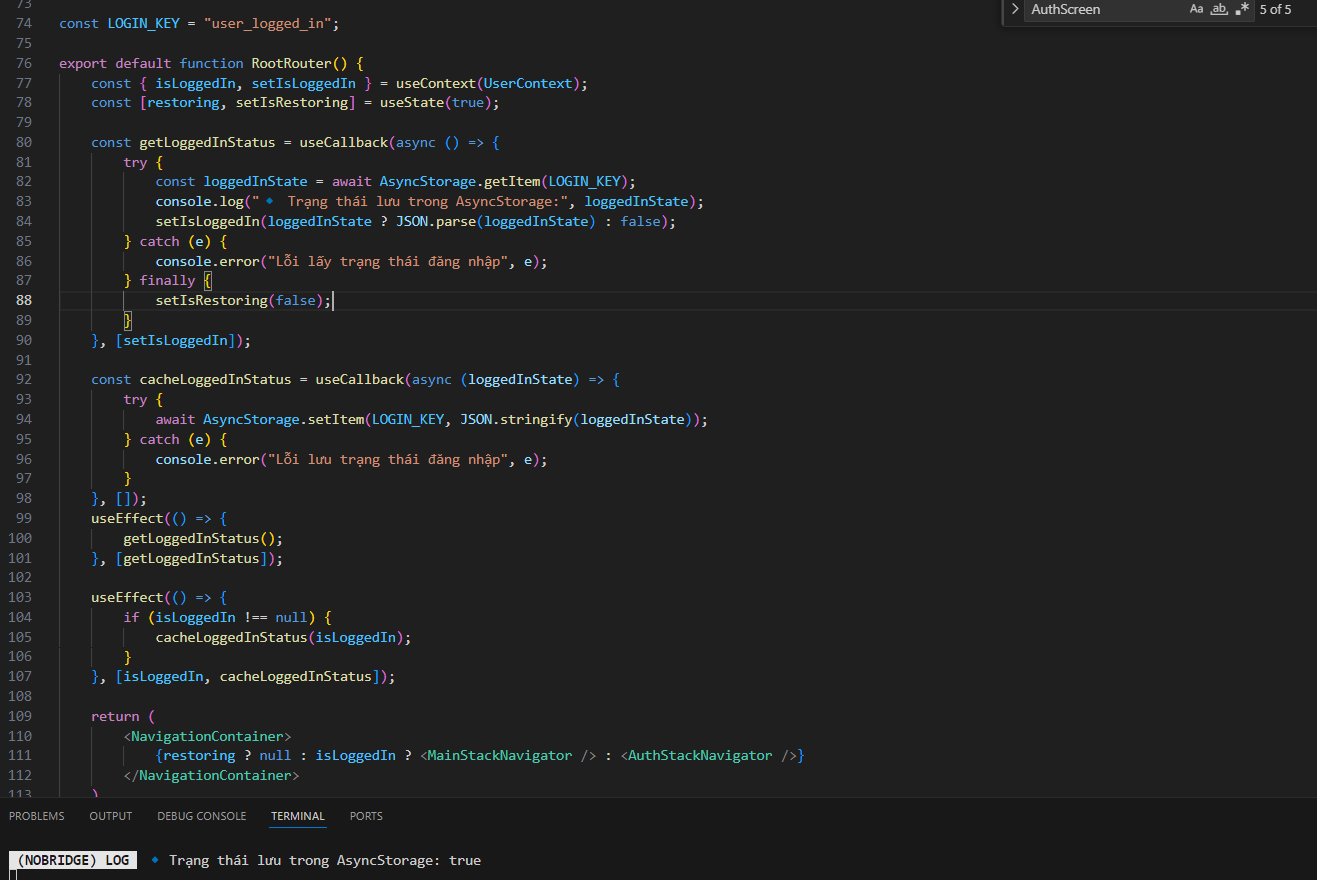 AuthScreen Aa ab .* 5 of 5
73
74 const LOGIN_KEY = "user_logged_in";
75
76 export default function RootRouter() {
77 const { isLoggedIn, setIsLoggedIn } = useContext(UserContext);
78 const [restoring, setIsRestoring] = useState(true);
79
80 const getLoggedInStatus = useCallback(async () => {
81 try {
82 const loggedInState = await AsyncStorage.getItem(LOGIN_KEY);
83 console.log("🔹 Trạng thái lưu trong AsyncStorage:", loggedInState);
84 setIsLoggedIn(loggedInState ? JSON.parse(loggedInState) : false);
85 } catch (e) {
86 console.error("Lỗi lấy trạng thái đăng nhập", e);
87 } finally {
88 setIsRestoring(false);
89 }
90 }, [setIsLoggedIn]);
91
92 const cacheLoggedInStatus = useCallback(async (loggedInState) => {
93 try {
94 await AsyncStorage.setItem(LOGIN_KEY, JSON.stringify(loggedInState));
95 } catch (e) {
96 console.error("Lỗi lưu trạng thái đăng nhập", e);
97 }
98 }, []);
99 useEffect(() => {
100 getLoggedInStatus();
101 }, [getLoggedInStatus]);
102
103 useEffect(() => {
104 if (isLoggedIn !== null) {
105 cacheLoggedInStatus(isLoggedIn);
106 }
107 }, [isLoggedIn, cacheLoggedInStatus]);
108
109 return (
110 <NavigationContainer>
111 {restoring ? null : isLoggedIn ? <MainStackNavigator /> : <AuthStackNavigator />}
112 </NavigationContainer>
113 )
PROBLEMS OUTPUT DEBUG CONSOLE TERMINAL PORTS
(NOBRIDGE) LOG 🔹 Trạng thái lưu trong AsyncStorage: true